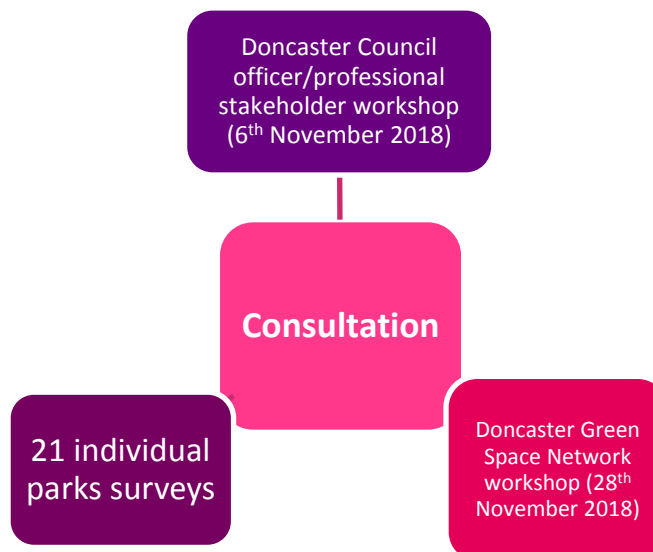 Doncaster Council
officer/professional
stakeholder workshop
(6th November 2018)
Consultation
21 individual
parks surveys
Doncaster Green
Space Network
workshop (28th
November 2018)